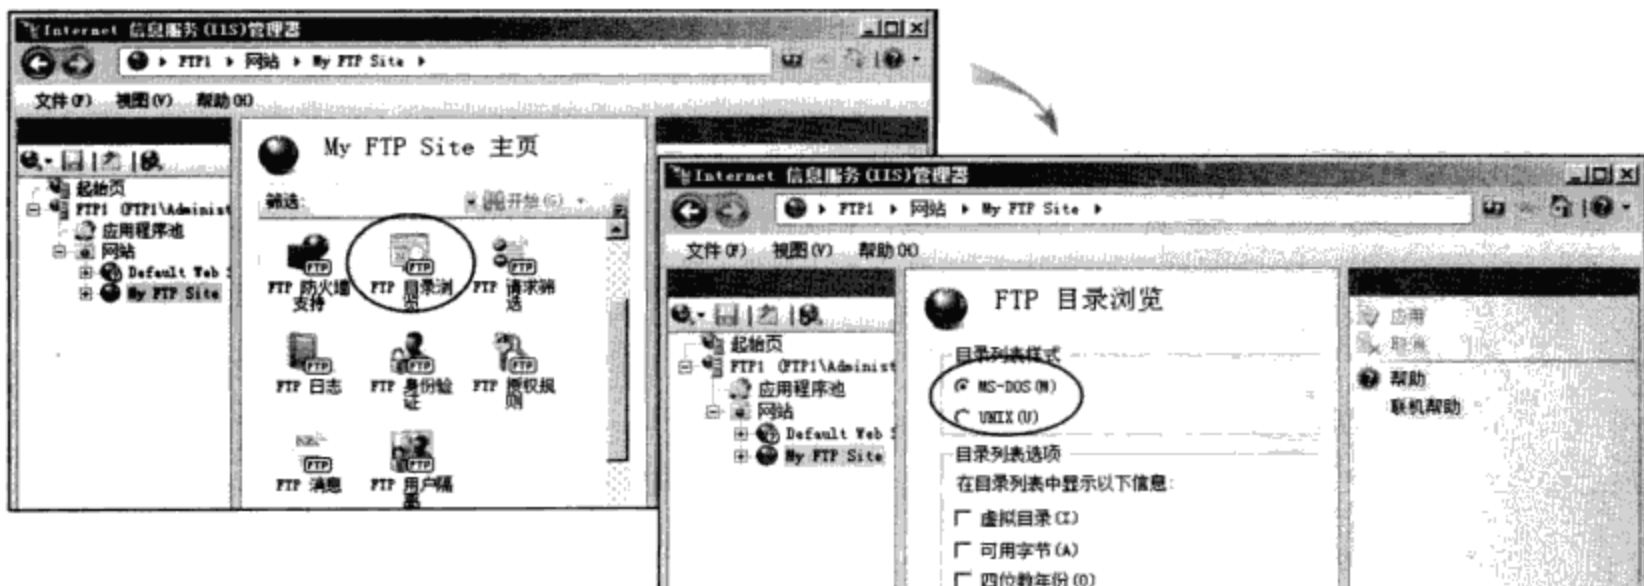 Internet 信息服务(IIS)管理器
FTP1 网站 My FTP Site
文件(F) 视图(V) 帮助(H)
My FTP Site 主页
筛选: 开始(G)
起始页
FTP1 (FTP1\Administ
应用程序池
网站
Default Web S
My FTP Site
FTP 防火墙支持
FTP 目录浏览
FTP 请求筛选
FTP 日志
FTP 身份验证
FTP 授权规则
FTP 消息
FTP 用户隔离
Internet 信息服务(IIS)管理器
FTP1 网站 My FTP Site
文件(F) 视图(V) 帮助(H)
起始页
FTP1 (FTP1\Administ
应用程序池
网站
Default Web S
My FTP Site
FTP 目录浏览
目录列表样式
MS-DOS(M)
UNIX(U)
目录列表选项
在目录列表中显示以下信息:
虚拟目录(I)
可用字节(A)
四位数年份(O)
应用
取消
帮助
联机帮助